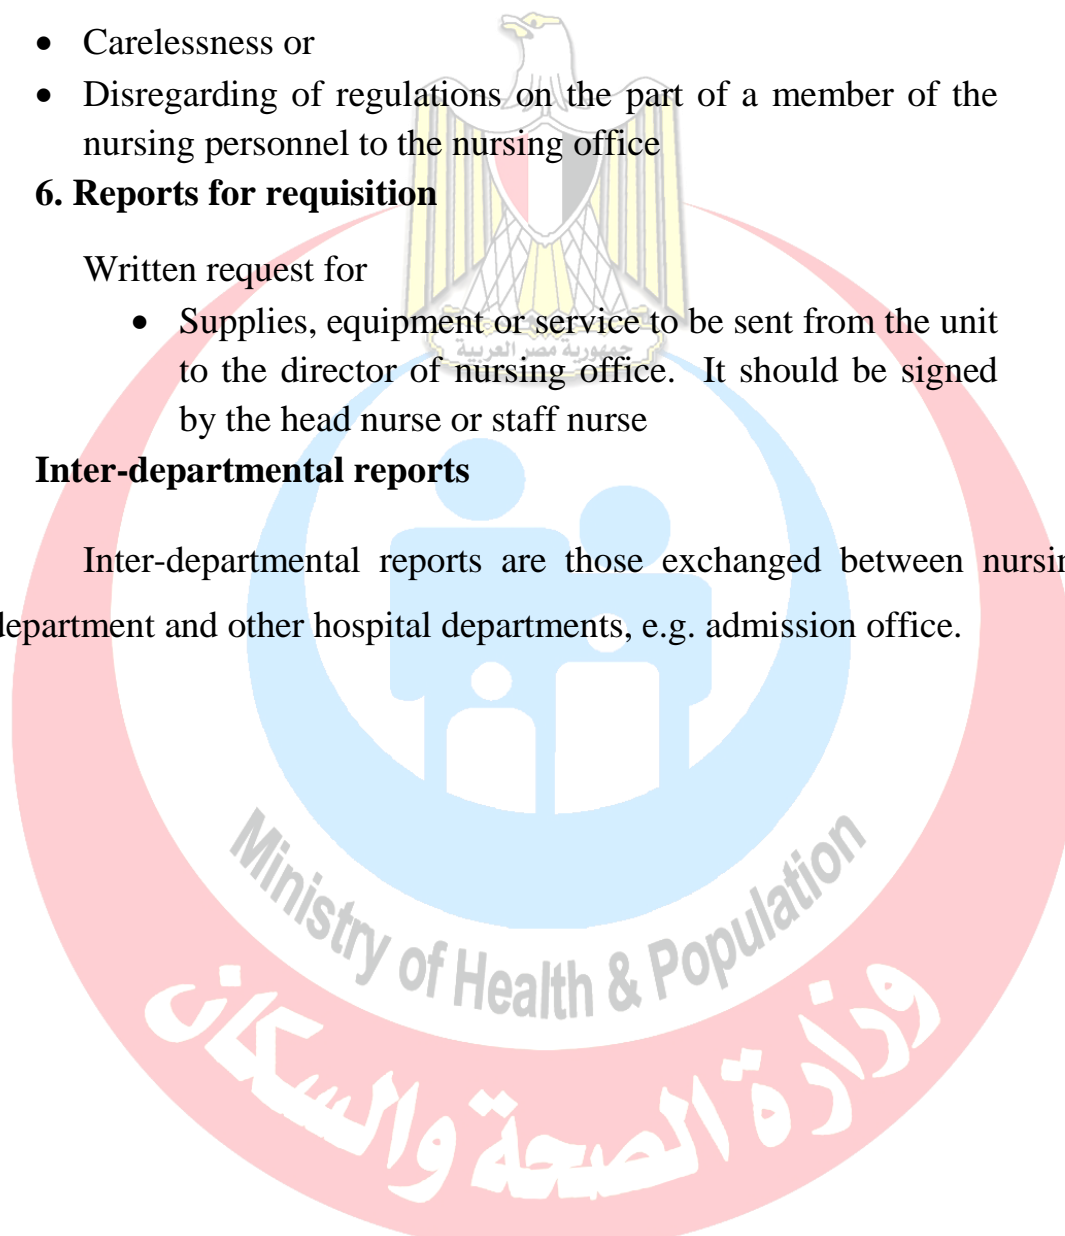 • Carelessness or
• Disregarding of regulations on the part of a member of the
nursing personnel to the nursing office
6. Reports for requisition
Written request for
• Supplies, equipment or service to be sent from the unit
جمهورية مصر العربية
to the director of nursing office. It should be signed
by the head nurse or staff nurse
Inter-departmental reports
Inter-departmental reports are those exchanged between nursin
department and other hospital departments, e.g. admission office.
Ministry of Health & Population
وزارة الصحة والسكان